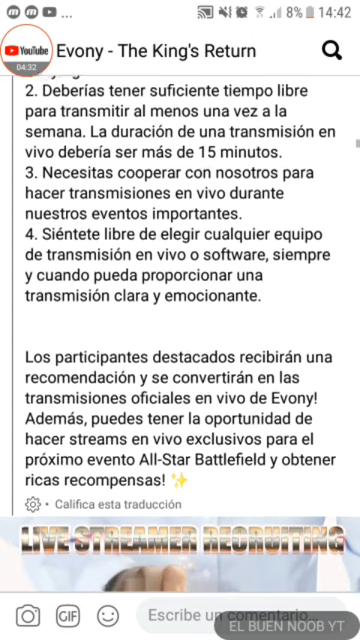 8% 14:42
YouTube
04:32
Evony - The King's Return
2. Deberías tener suficiente tiempo libre
para transmitir al menos una vez a la
semana. La duración de una transmisión en
vivo debería ser más de 15 minutos.
3. Necesitas cooperar con nosotros para
hacer transmisiones en vivo durante
nuestros eventos importantes.
4. Siéntete libre de elegir cualquier equipo
de transmisión en vivo o software, siempre
y cuando pueda proporcionar una
transmisión clara y emocionante.
Los participantes destacados recibirán una
recomendación y se convertirán en las
transmisiones oficiales en vivo de Evony!
Además, puedes tener la oportunidad de
hacer streams en vivo exclusivos para el
próximo evento All-Star Battlefield y obtener
ricas recompensas! ✨
· Califica esta traducción
LIVE STREAMER RECRUITING
GIF
Escribe un comentario...
EL BUEN NOOB YT